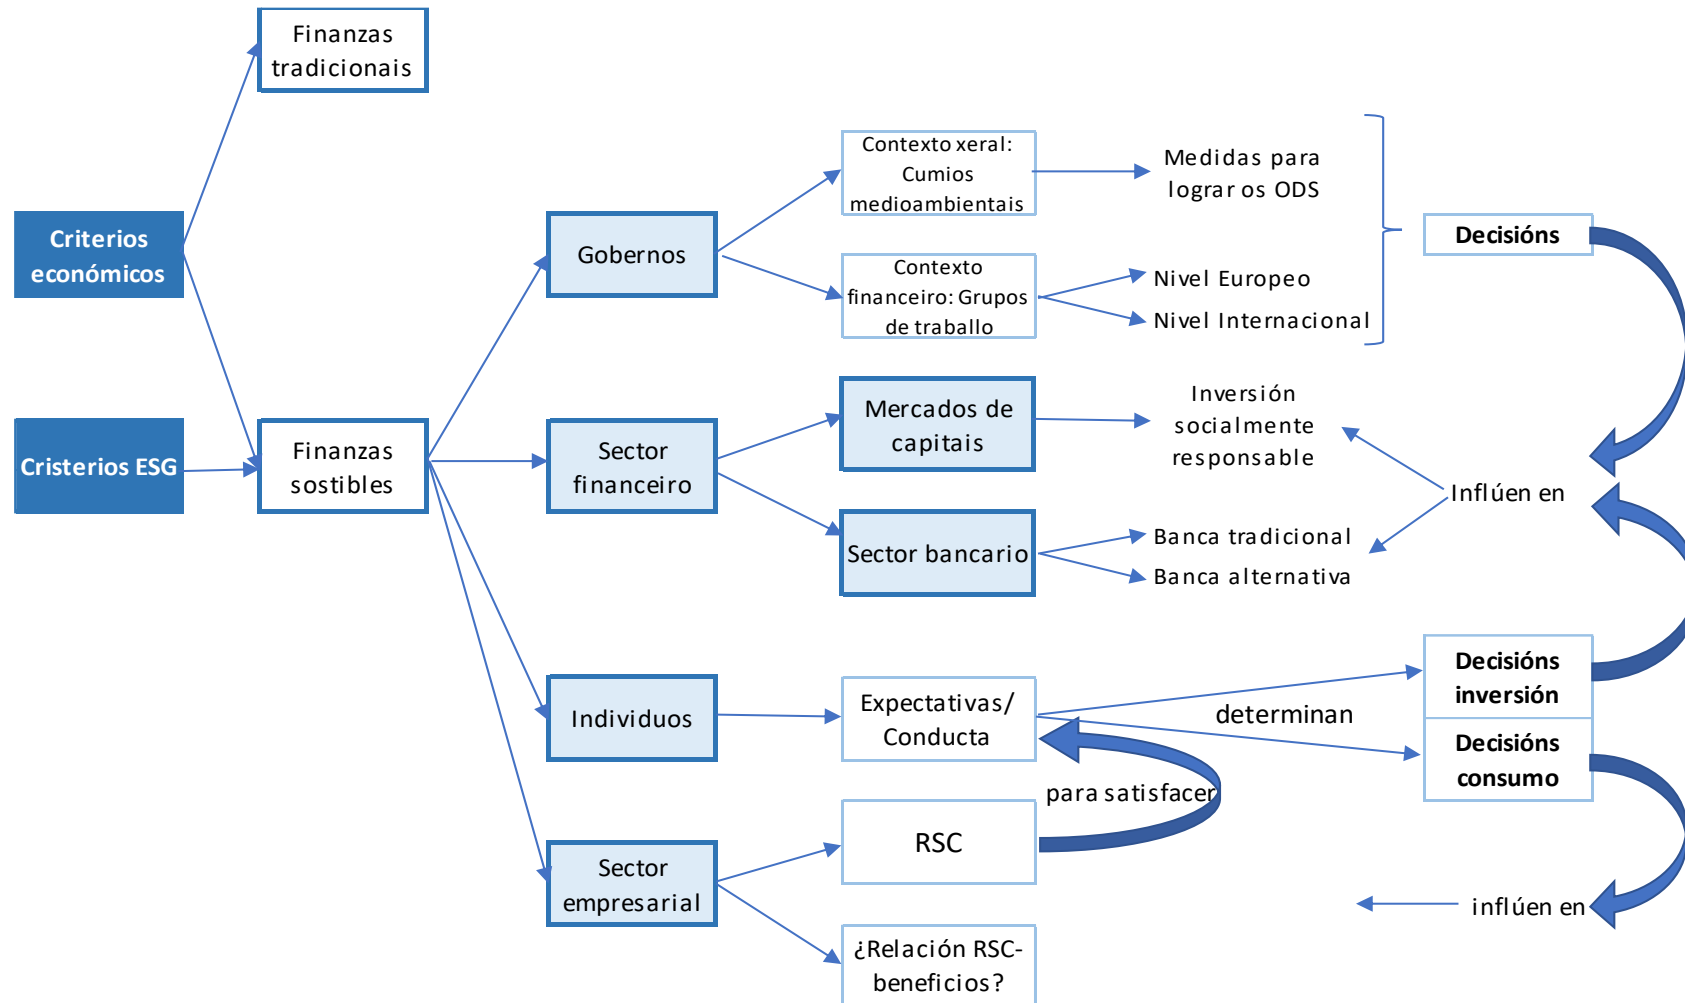 Finanzas
tradicionais
Criterios
económicos
Cristerios ESG
Finanzas
sostibles
Gobernos
Sector
financeiro
Individuos
Sector
empresarial
Contexto xeral:
Cumios
medioambientais
Contexto
financeiro: Grupos
de traballo
Mercados de
capitais
Sector bancario
Expectativas/
Conducta
RSC
¿Relación RSC-
beneficios?
Medidas para
lograr os ODS
Nivel Europeo
Nivel Internacional
Inversión
socialmente
responsable
Banca tradicional
Banca alternativa
determinan
para satisfacer
Decisións
Inflúen en
Decisións
inversión
Decisións
consumo
inflúen en